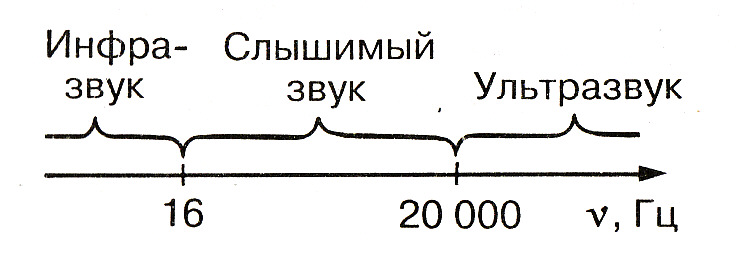 Инфра-
звук
Слышимый
звук
Ультразвук
16
20 000
ν, Гц